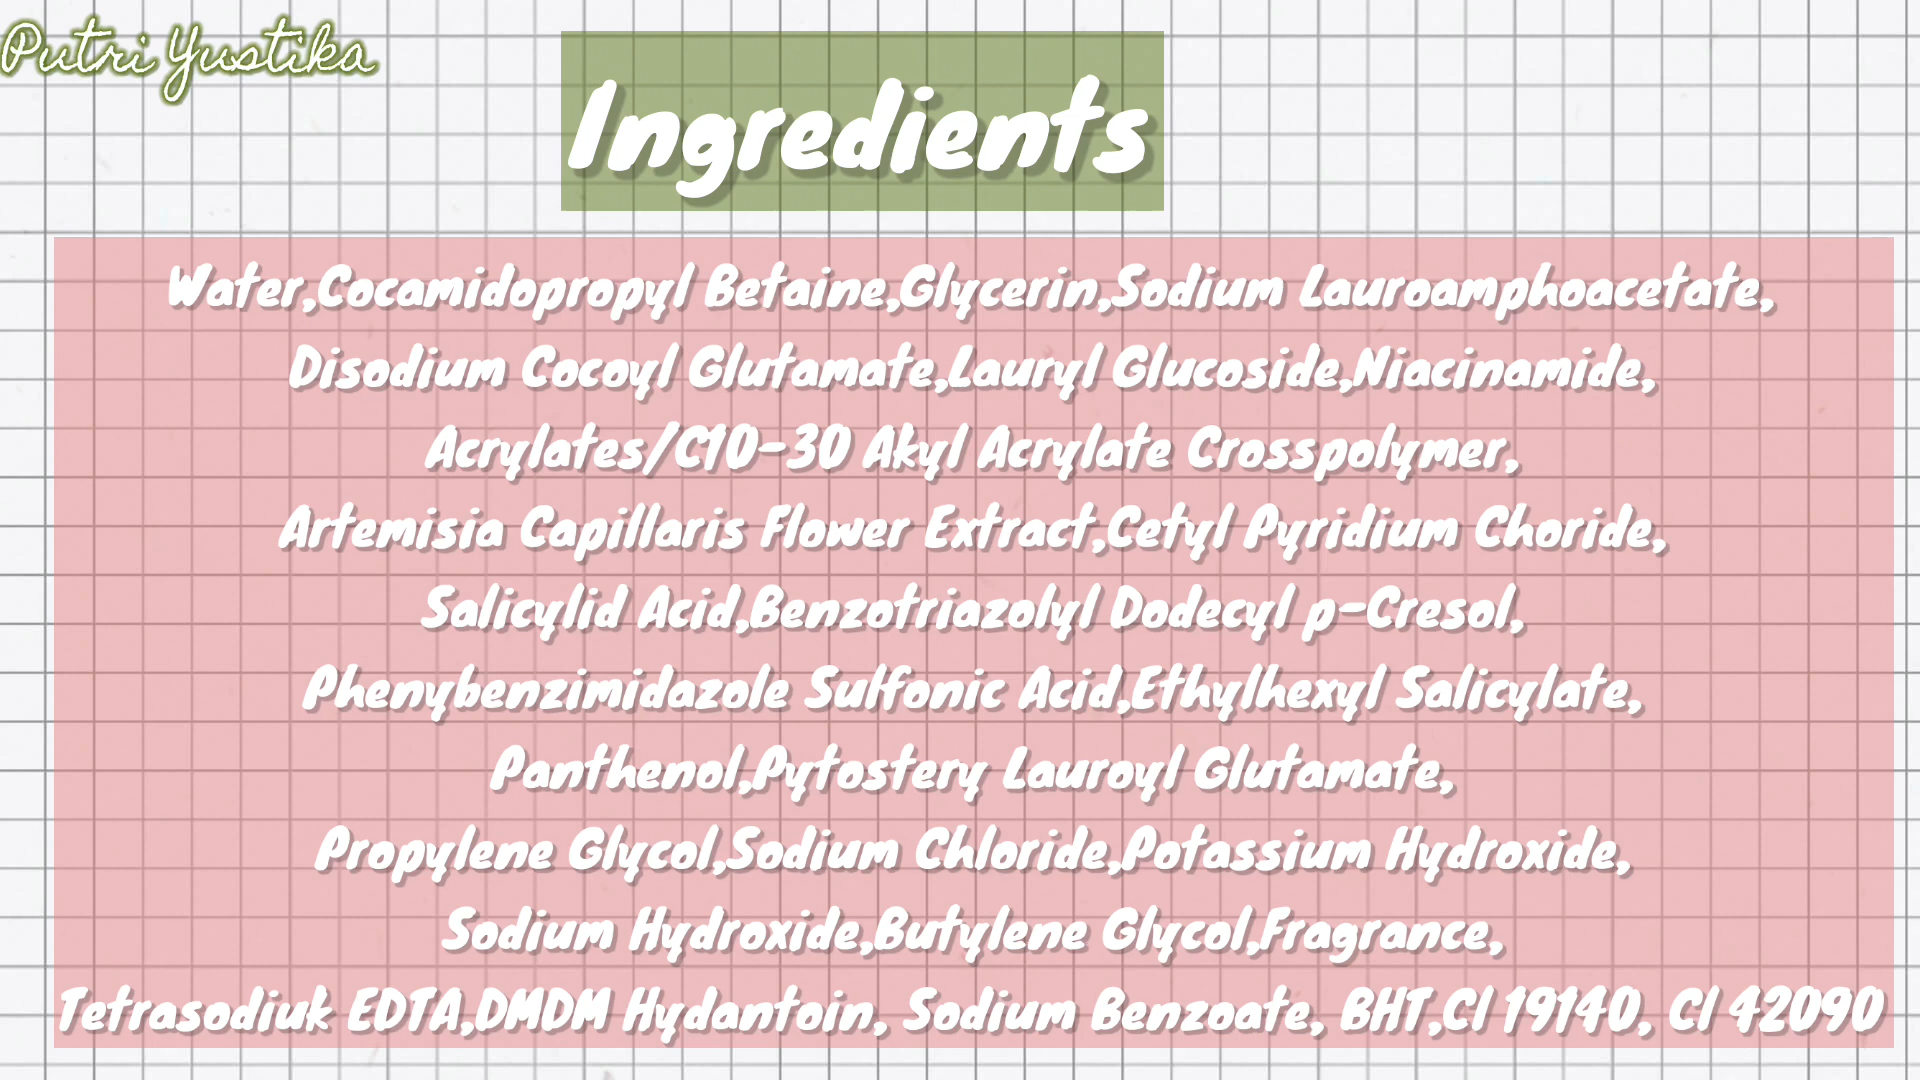 Putri Yustika
Ingredients
Water,Cocamidopropyl Betaine,Glycerin,Sodium Lauroamphoacetate,
Disodium Cocoyl Glutamate,Lauryl Glucoside,Niacinamide,
Acrylates/C10-30 Akyl Acrylate Crosspolymer,
Artemisia Capillaris Flower Extract,Cetyl Pyridium Choride,
Salicylid Acid,Benzotriazolyl Dodecyl p-Cresol,
Phenybenzimidazole Sulfonic Acid,Ethylhexyl Salicylate,
Panthenol,Pytostery Lauroyl Glutamate,
Propylene Glycol,Sodium Chloride,Potassium Hydroxide,
Sodium Hydroxide,Butylene Glycol,Fragrance,
Tetrasodiuk EDTA,DMDM Hydantoin, Sodium Benzoate, BHT,Cl 19140, Cl 42090